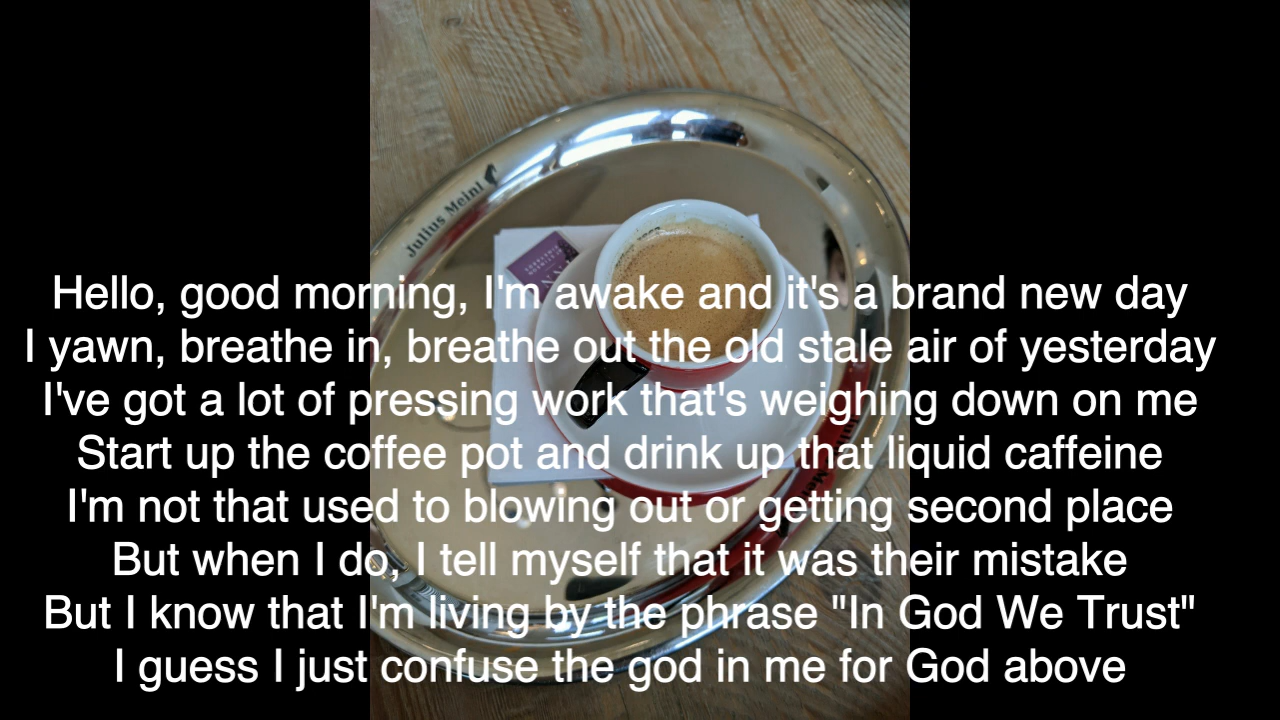 Julius Meinl
Hello, good morning, I'm awake and it's a brand new day
I yawn, breathe in, breathe out the old stale air of yesterday
I've got a lot of pressing work that's weighing down on me
Start up the coffee pot and drink up that liquid caffeine
I'm not that used to blowing out or getting second place
But when I do, I tell myself that it was their mistake
But I know that I'm living by the phrase "In God We Trust"
I guess I just confuse the god in me for God above